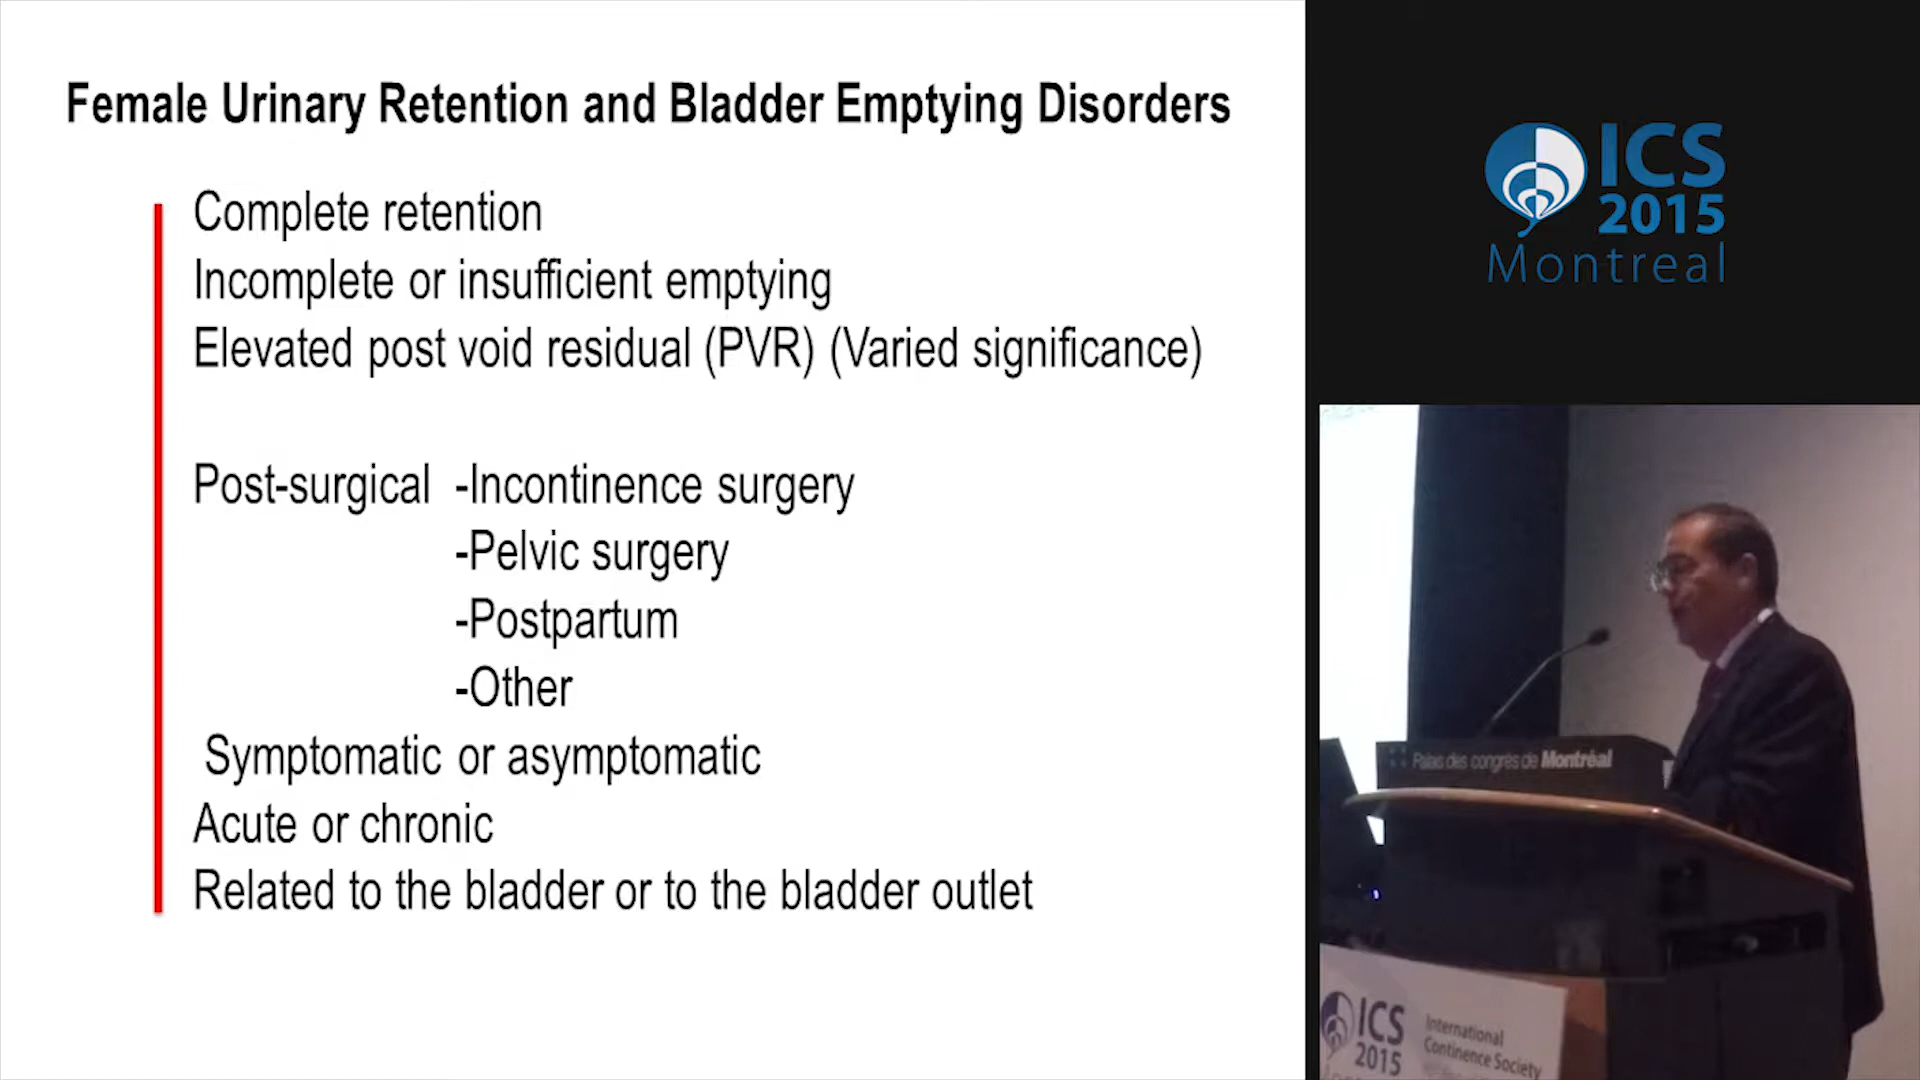 Female Urinary Retention and Bladder Emptying Disorders
Complete retention
Incomplete or insufficient emptying
Elevated post void residual (PVR) (Varied significance)
Post-surgical -Incontinence surgery
-Pelvic surgery
-Postpartum
-Other
Symptomatic or asymptomatic
Acute or chronic
Related to the bladder or to the bladder outlet
ICS
2015
Montreal
Palais des congrès de Montréal
ICS
2015
International
Continence Society